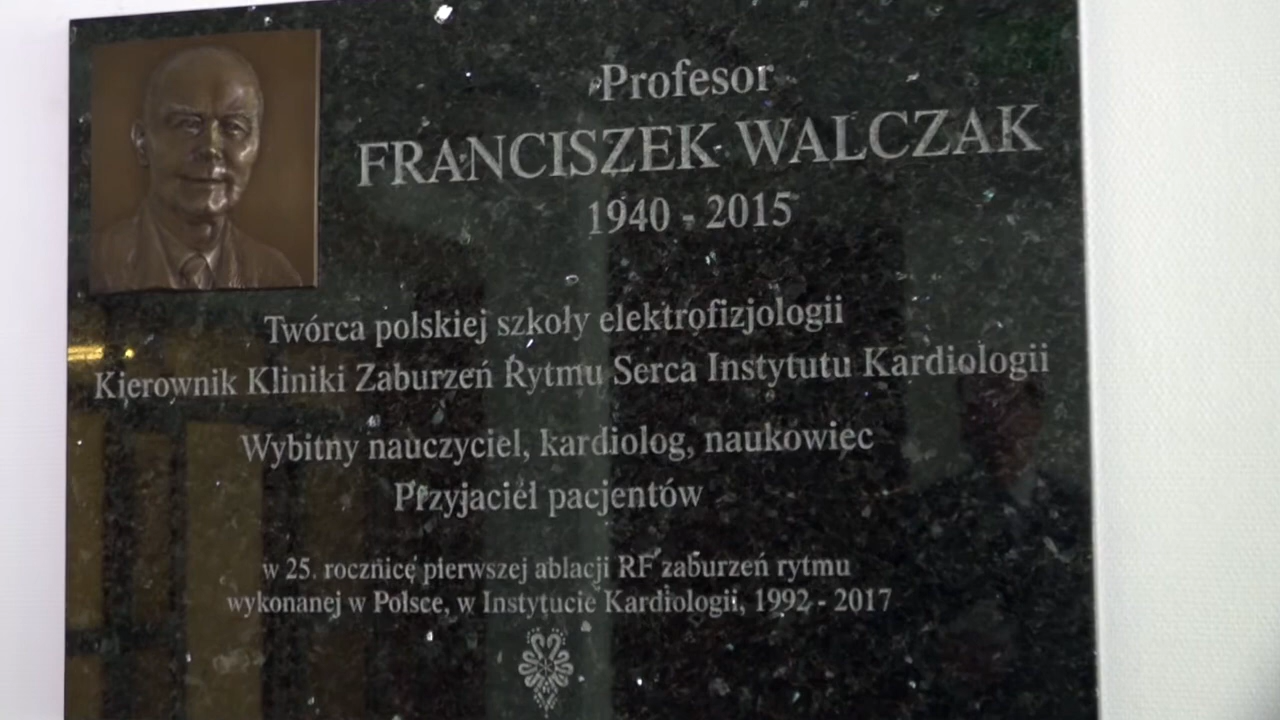 Profesor
FRANCISZEK WALCZAK
1940 - 2015
Twórca polskiej szkoły elektrofizjologii
Kierownik Kliniki Zaburzeń Rytmu Serca Instytutu Kardiologii
Wybitny nauczyciel, kardiolog, naukowiec
Przyjaciel pacjentów
w 25. rocznicę pierwszej ablacji RF zaburzeń rytmu
wykonanej w Polsce, w Instytucie Kardiologii, 1992 - 2017